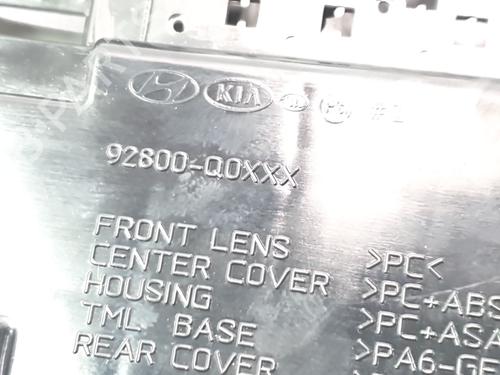 KIA #1
92800-Q0XXX
FRONT LENS >PC<
CENTER COVER >PC+ABS
HOUSING >PC+ASA
TML BASE >PA6-GF
REAR COVER